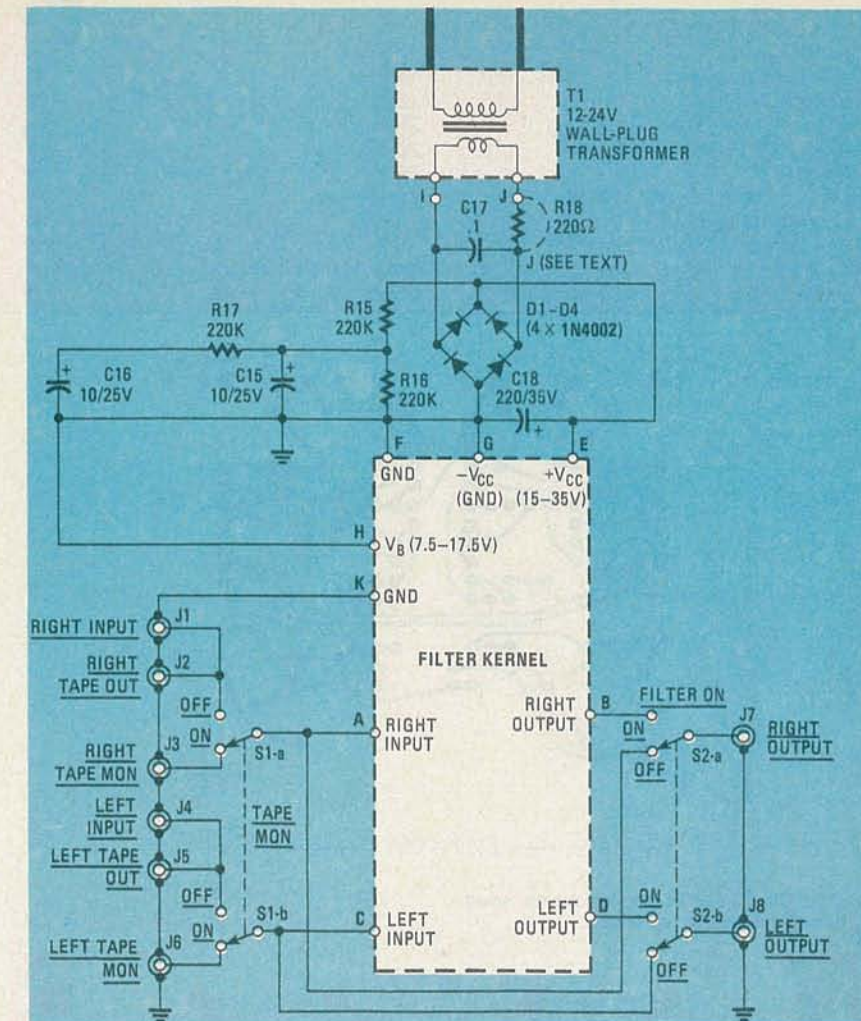 T1
12-24V
WALL-PLUG
TRANSFORMER
I
J
C17
.1
R18
220Ω
J (SEE TEXT)
R17
220K
R15
220K
D1-D4
(4 × 1N4002)
C16
10/25V
C15
10/25V
R16
220K
C18
220/35V
+
+
+
F
G
E
GND
-VCC
(GND)
+VCC
(15-35V)
H
VB (7.5-17.5V)
K
GND
J1
RIGHT INPUT
RIGHT
TAPE OUT
J2
OFF
ON
S1-a
J3
RIGHT
TAPE MON
LEFT
INPUT
J4
TAPE
MON
LEFT TAPE
OUT
J5
OFF
ON
S1-b
J6
LEFT TAPE
MON
FILTER KERNEL
A
RIGHT
INPUT
C
LEFT
INPUT
RIGHT
OUTPUT
B
FILTER ON
ON
OFF
S2-a
J7
RIGHT
OUTPUT
LEFT
OUTPUT
D
ON
OFF
S2-b
J8
LEFT
OUTPUT